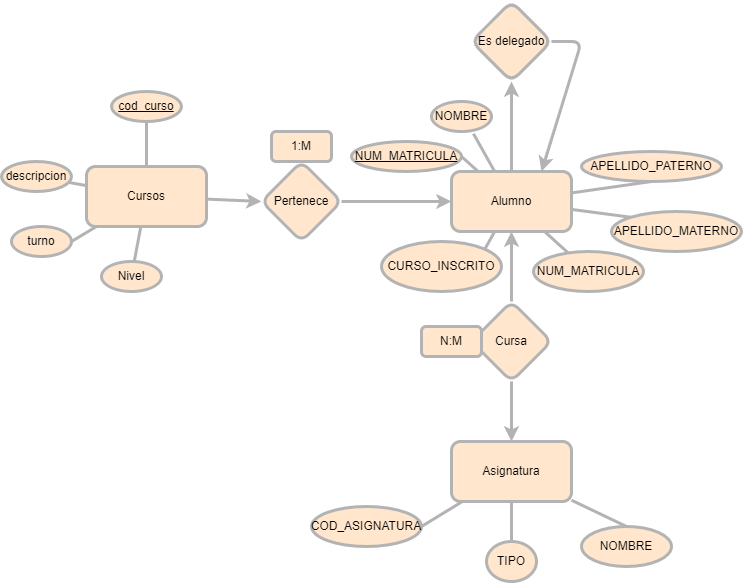 Es delegado
cod_curso
NOMBRE
1:M
NUM_MATRICULA
APELLIDO_PATERNO
descripcion
Cursos
Pertenece
Alumno
turno
APELLIDO_MATERNO
Nivel
CURSO_INSCRITO
NUM_MATRICULA
N:M
Cursa
Asignatura
COD_ASIGNATURA
TIPO
NOMBRE